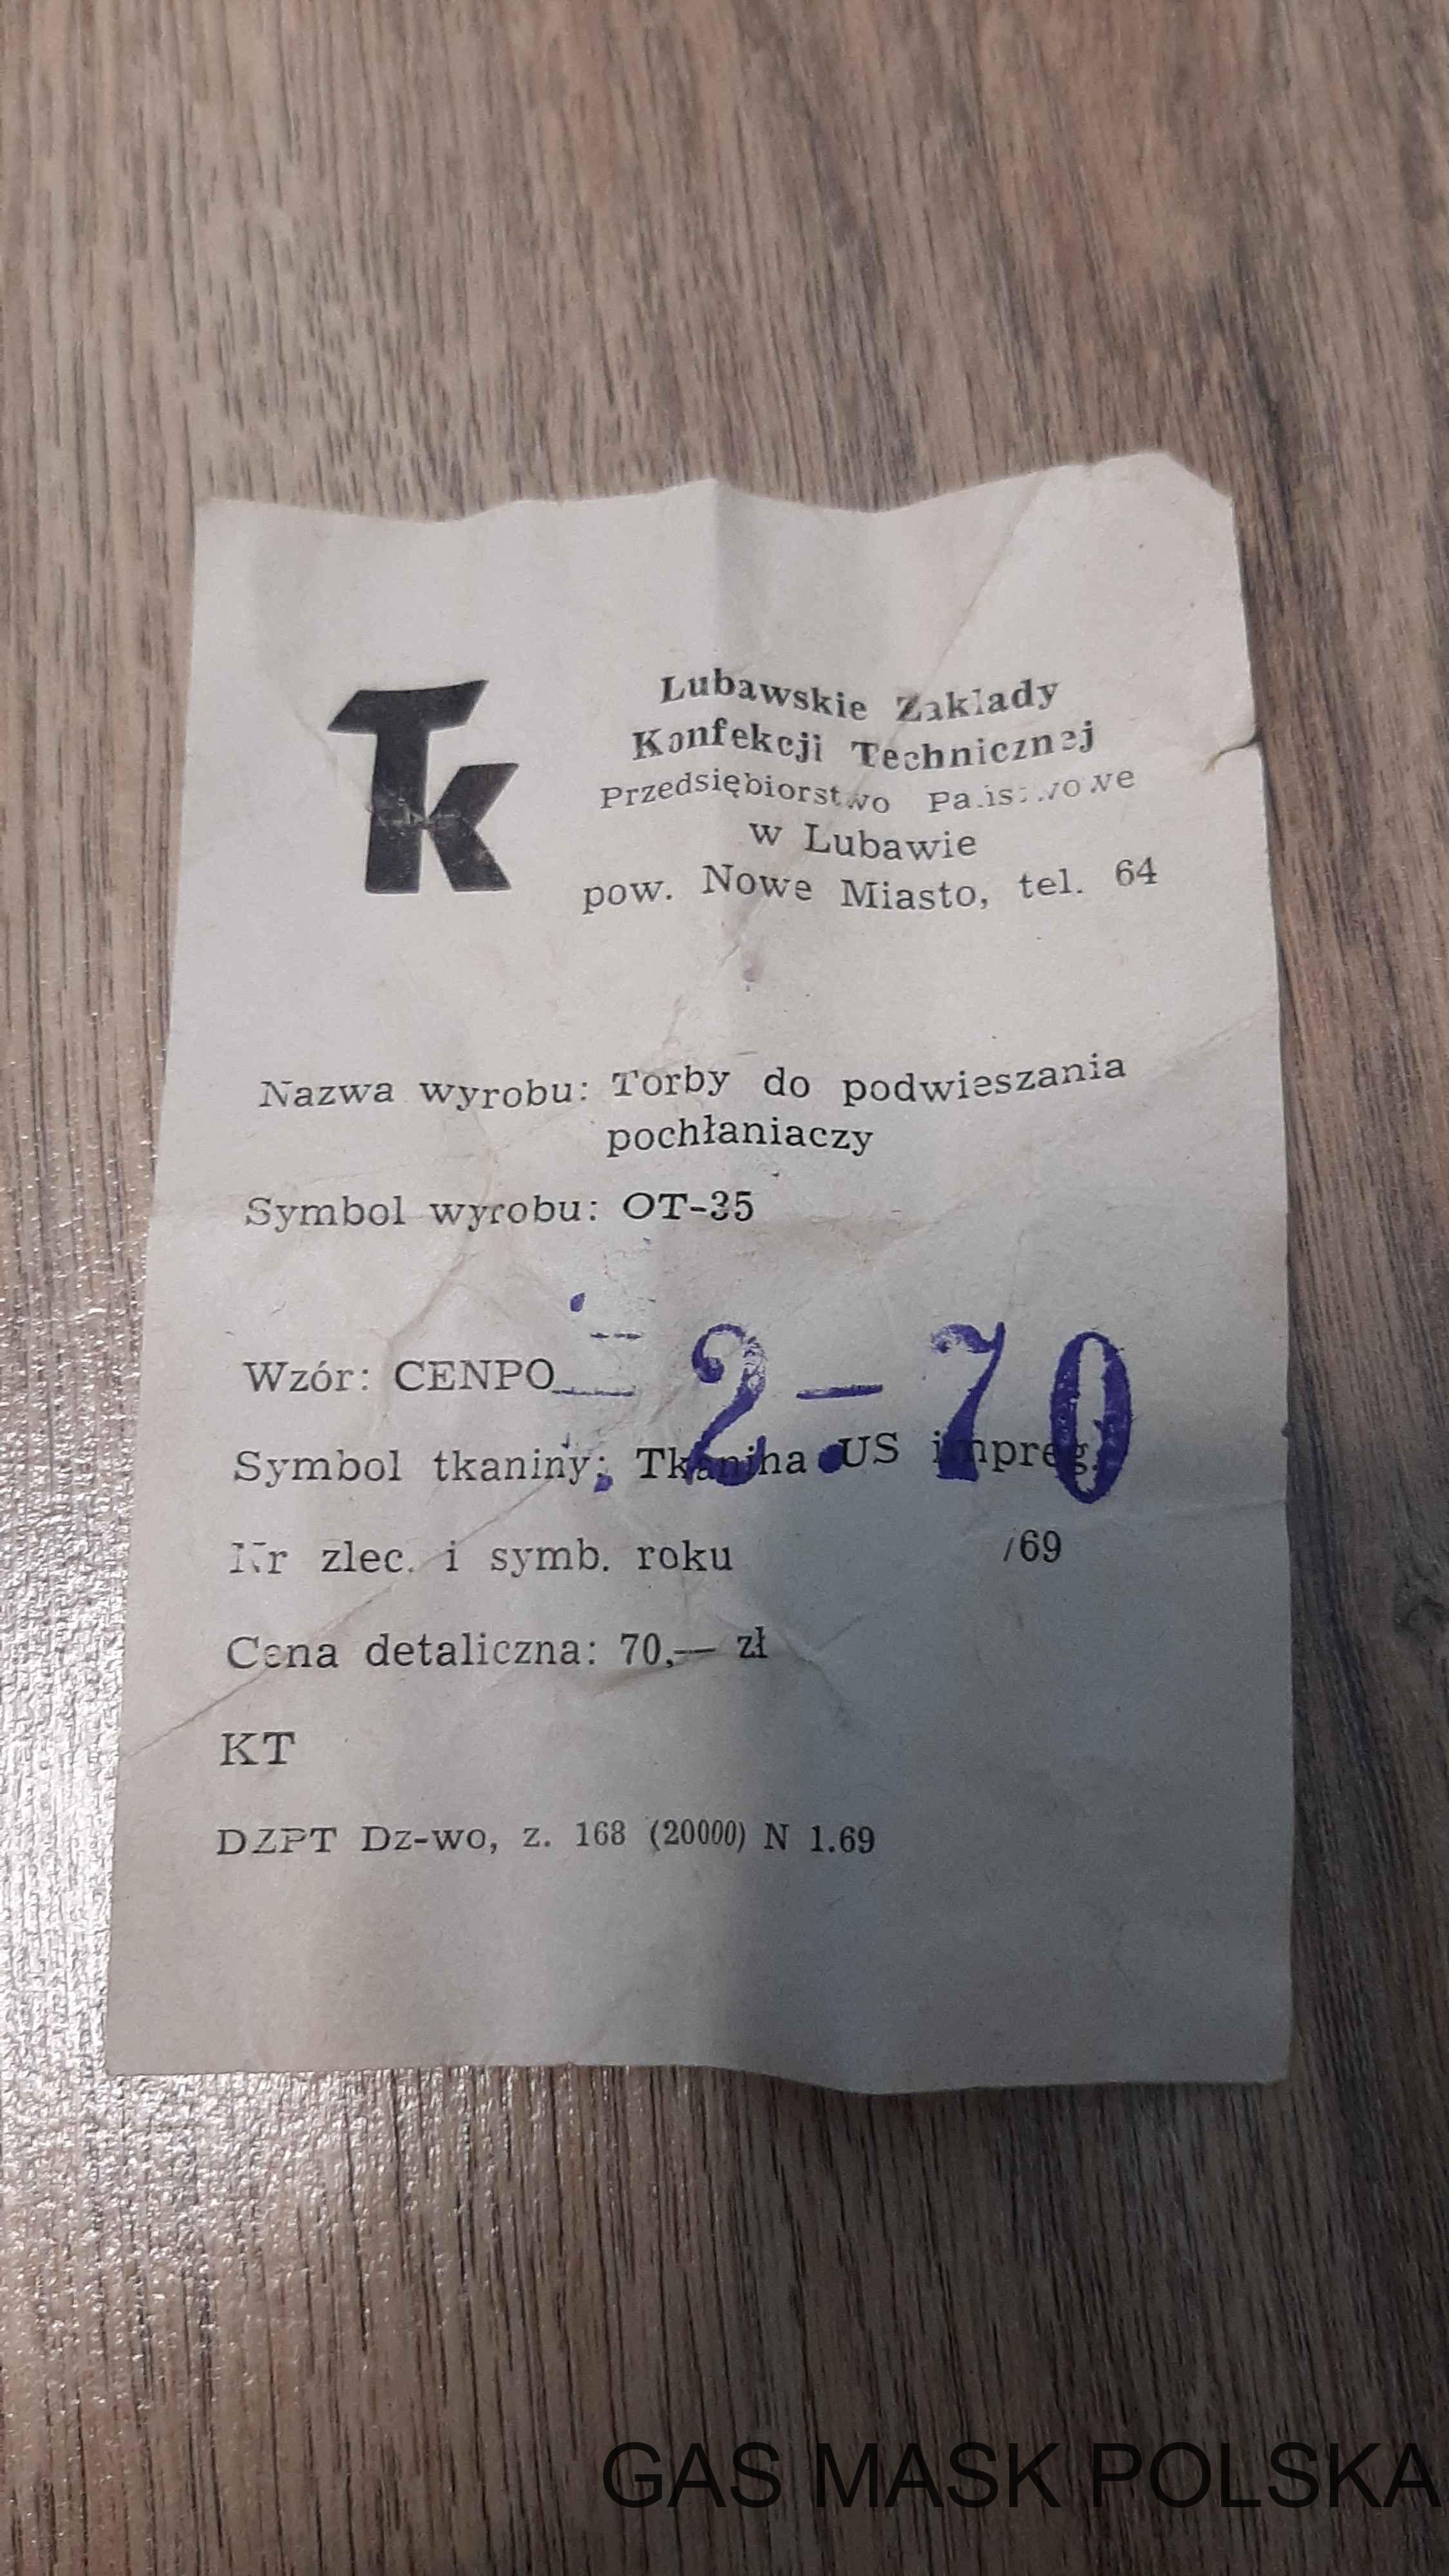 Tk
Lubawskie Zakłady
Konfekcji Technicznej
Przedsiębiorstwo Państwowe
w Lubawie
pow. Nowe Miasto, tel. 64
Nazwa wyrobu: Torby do podwieszania
pochłaniaczy
Symbol wyrobu: OT-35
2-70
Wzór: CENPO
Symbol tkaniny: Tkanina US impreg.
Nr zlec. i symb. roku /69
Cena detaliczna: 70,— zł
KT
DZPT Dz-wo, z. 168 (20000) N 1.69
GAS MASK POLSKA